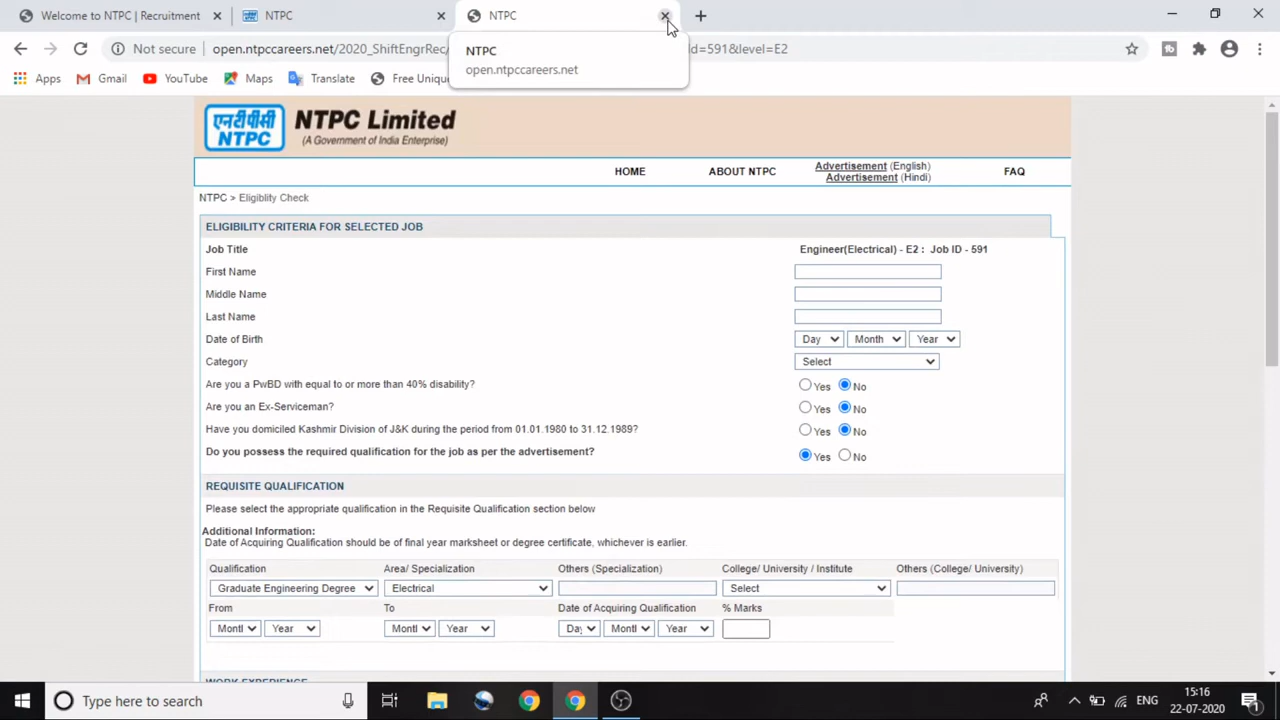 Welcome to NTPC | Recruitment
NTPC
NTPC
Not secure
open.ntpccareers.net/2020_ShiftEngrRec/
d=591&level=E2
NTPC
open.ntpccareers.net
Apps
Gmail
YouTube
Maps
Translate
Free Uniqu
एनटीपीसी
NTPC
NTPC Limited
(A Government of India Enterprise)
HOME
ABOUT NTPC
Advertisement (English)
Advertisement (Hindi)
FAQ
NTPC > Eligiblity Check
ELIGIBILITY CRITERIA FOR SELECTED JOB
Job Title
Engineer(Electrical) - E2 : Job ID - 591
First Name
Middle Name
Last Name
Date of Birth
Day Month Year
Category
Select
Are you a PwBD with equal to or more than 40% disability?
Yes No
Are you an Ex-Serviceman?
Yes No
Have you domiciled Kashmir Division of J&K during the period from 01.01.1980 to 31.12.1989?
Yes No
Do you possess the required qualification for the job as per the advertisement?
Yes No
REQUISITE QUALIFICATION
Please select the appropriate qualification in the Requisite Qualification section below
Additional Information:
Date of Acquiring Qualification should be of final year marksheet or degree certificate, whichever is earlier.
Qualification Area/ Specialization Others (Specialization) College/ University / Institute Others (College/ University)
Graduate Engineering Degree Electrical Select
From To Date of Acquiring Qualification % Marks
Montl Year Montl Year Day Montl Year
WORK EXPERIENCE
Type here to search
ENG
15:16
22-07-2020